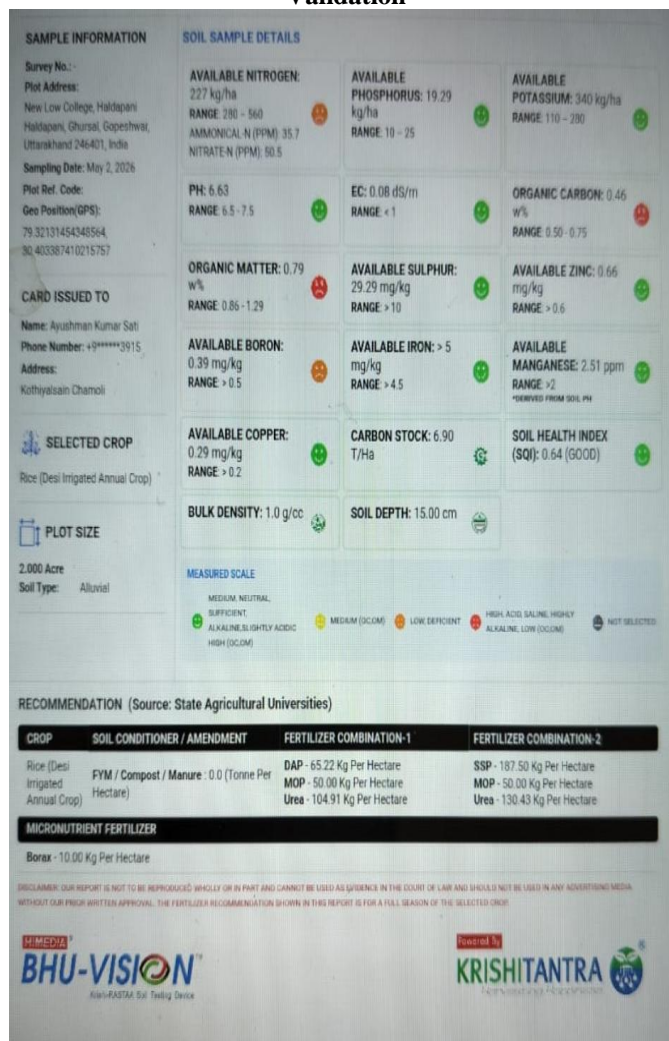 Validation
SAMPLE INFORMATION
Survey No.: -
Plot Address:
New Low College, Haldapani
Haldapani, Ghursal, Gopeshwar,
Uttarakhand 246401, India
Sampling Date: May 2, 2026
Plot Ref. Code:
Geo Position(GPS):
79.32131454348564,
30.403387410215757
CARD ISSUED TO
Name: Ayushman Kumar Sati
Phone Number: +9******3915
Address:
Kothiyalsain Chamoli
SELECTED CROP
Rice (Desi Irrigated Annual Crop)
PLOT SIZE
2.000 Acre
Soil Type: Alluvial
SOIL SAMPLE DETAILS
AVAILABLE NITROGEN:
227 kg/ha
RANGE: 280 - 560
AMMONICAL-N (PPM): 35.7
NITRATE-N (PPM): 50.5
AVAILABLE
PHOSPHORUS: 19.29
kg/ha
RANGE: 10 - 25
AVAILABLE
POTASSIUM: 340 kg/ha
RANGE: 110 - 280
PH: 6.63
RANGE: 6.5 - 7.5
EC: 0.08 dS/m
RANGE: < 1
ORGANIC CARBON: 0.46
w%
RANGE: 0.50 - 0.75
ORGANIC MATTER: 0.79
w%
RANGE: 0.86 - 1.29
AVAILABLE SULPHUR:
29.29 mg/kg
RANGE: > 10
AVAILABLE ZINC: 0.66
mg/kg
RANGE: > 0.6
AVAILABLE BORON:
0.39 mg/kg
RANGE: > 0.5
AVAILABLE IRON: > 5
mg/kg
RANGE: > 4.5
AVAILABLE
MANGANESE: 2.51 ppm
RANGE: >2
*DERIVED FROM SOIL PH
AVAILABLE COPPER:
0.29 mg/kg
RANGE: > 0.2
CARBON STOCK: 6.90
T/Ha
SOIL HEALTH INDEX
(SQI): 0.64 (GOOD)
BULK DENSITY: 1.0 g/cc
SOIL DEPTH: 15.00 cm
MEASURED SCALE
MEDIUM, NEUTRAL,
SUFFICIENT,
ALKALINE,SLIGHTLY ACIDIC
HIGH (OC,OM)
MEDIUM (OC,OM)
LOW, DEFICIENT
HIGH, ACID, SALINE, HIGHLY
ALKALINE, LOW (OC,OM)
NOT SELECTED
RECOMMENDATION (Source: State Agricultural Universities)
CROP SOIL CONDITIONER / AMENDMENT FERTILIZER COMBINATION-1 FERTILIZER COMBINATION-2
Rice (Desi
Irrigated
Annual Crop)
FYM / Compost / Manure : 0.0 (Tonne Per
Hectare)
DAP - 65.22 Kg Per Hectare
MOP - 50.00 Kg Per Hectare
Urea - 104.91 Kg Per Hectare
SSP - 187.50 Kg Per Hectare
MOP - 50.00 Kg Per Hectare
Urea - 130.43 Kg Per Hectare
MICRONUTRIENT FERTILIZER
Borax - 10.00 Kg Per Hectare
DISCLAIMER: OUR REPORT IS NOT TO BE REPRODUCED WHOLLY OR IN PART AND CANNOT BE USED AS EVIDENCE IN THE COURT OF LAW AND SHOULD NOT BE USED IN ANY ADVERTISING MEDIA
WITHOUT OUR PRIOR WRITTEN APPROVAL. THE FERTILIZER RECOMMENDATION SHOWN IN THIS REPORT IS FOR A FULL SEASON OF THE SELECTED CROP.
HIMEDIA
BHU-VISION™
Krishi-RASTAA Soil Testing Device
Powered By
KRISHITANTRA®